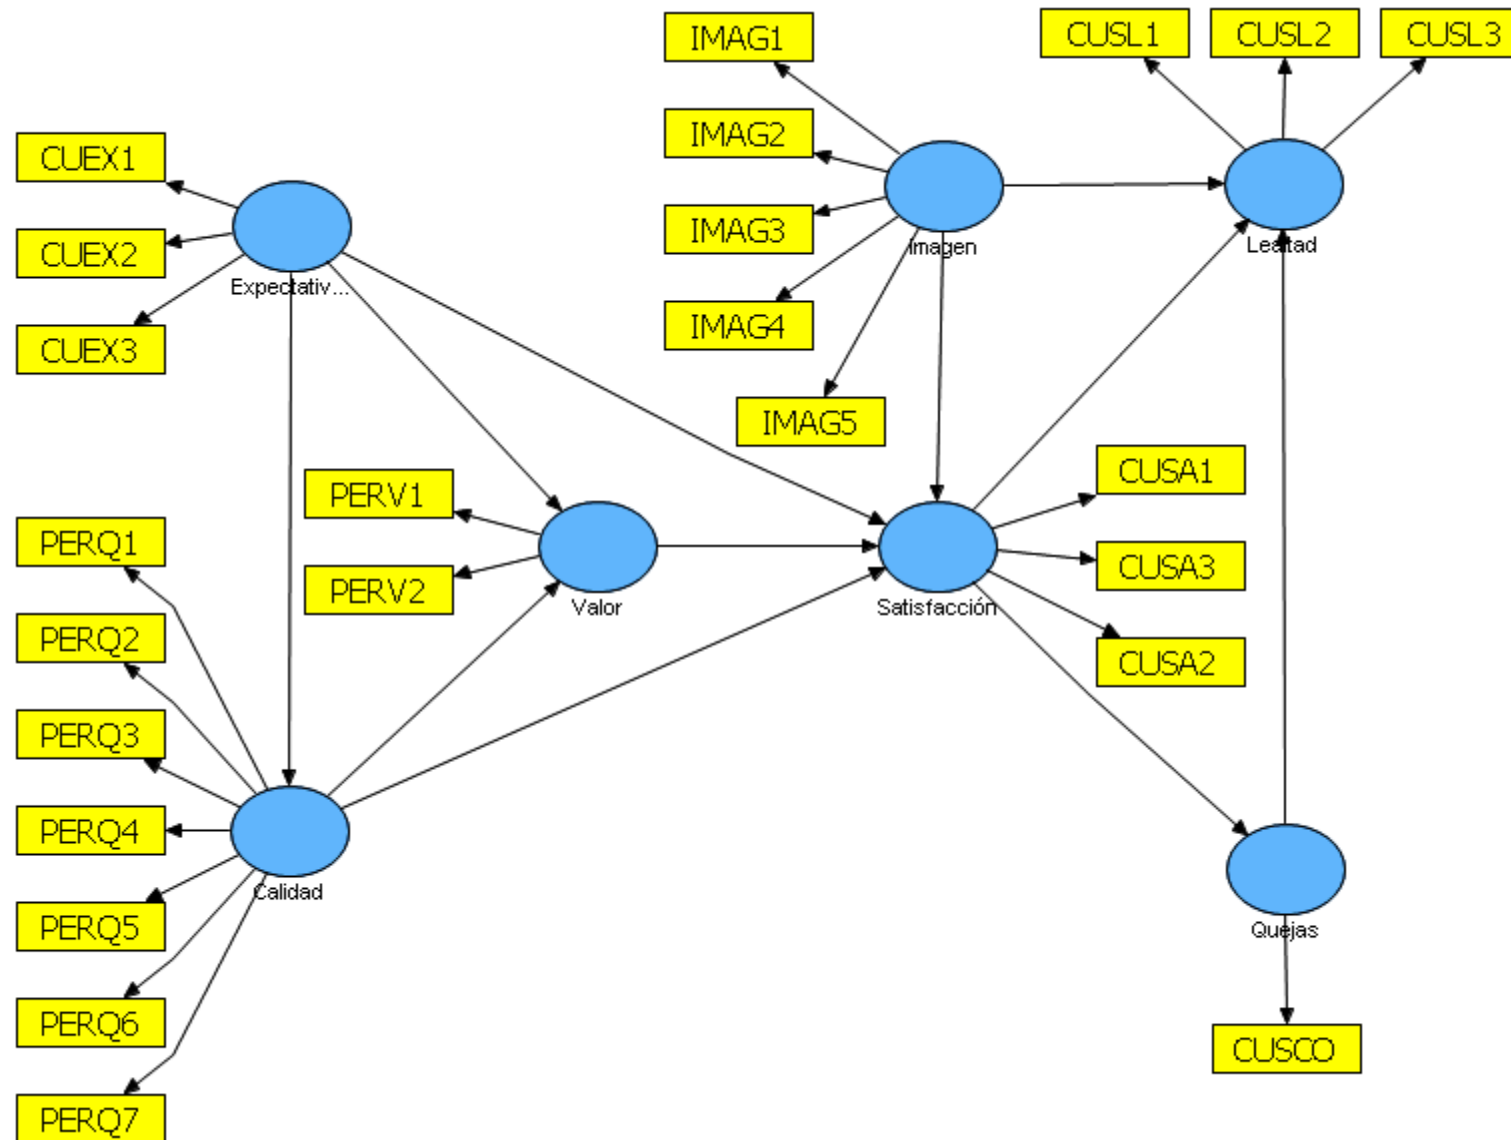 IMAG1
CUSL1
CUSL2
CUSL3
CUEX1
IMAG2
CUEX2
IMAG3
Imagen
Lealtad
Expectativ...
CUEX3
IMAG4
IMAG5
PERV1
CUSA1
PERQ1
CUSA3
PERV2
Valor
Satisfacción
PERQ2
CUSA2
PERQ3
PERQ4
Calidad
PERQ5
Quejas
PERQ6
CUSCO
PERQ7